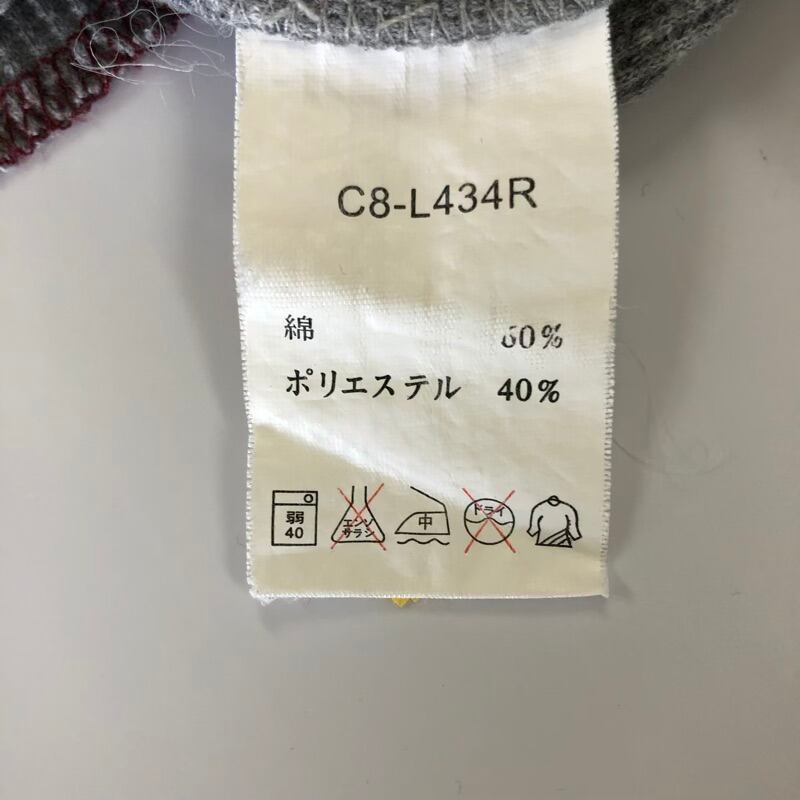 C8-L434R
綿 60%
ポリエステル 40%
弱
40
エンソ
サラシ
中
ドライ